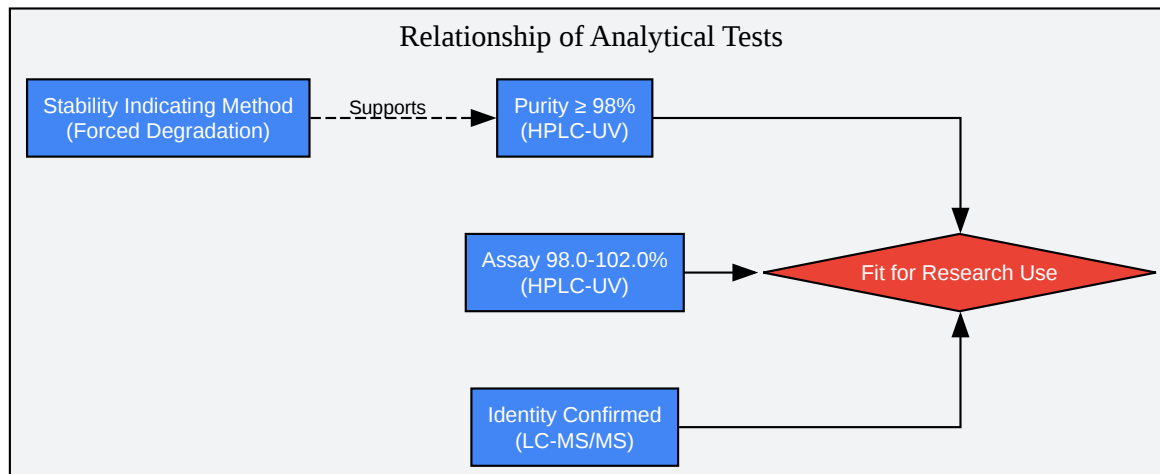 Relationship of Analytical Tests
Stability Indicating Method
(Forced Degradation)
Supports
Purity ≥ 98%
(HPLC-UV)
Assay 98.0-102.0%
(HPLC-UV)
Fit for Research Use
Identity Confirmed
(LC-MS/MS)